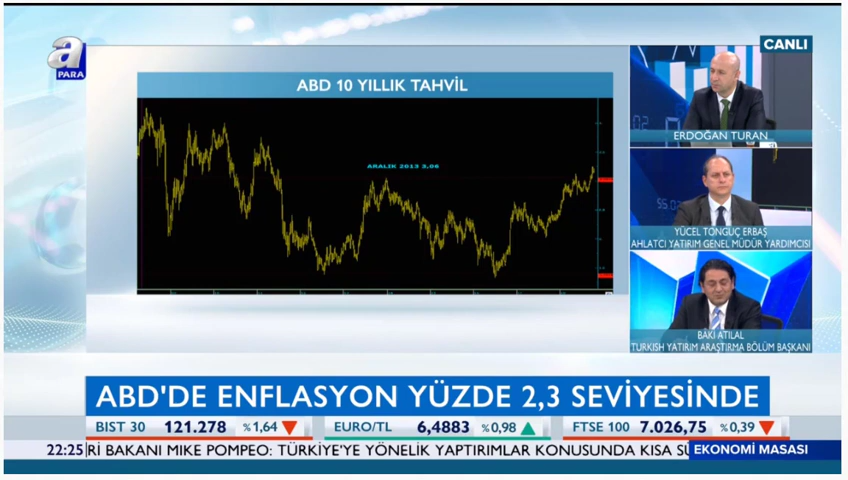 a
PARA
CANLI
ABD 10 YILLIK TAHVİL
ARALIK 2013 3.06
ERDOĞAN TURAN
YÜCEL TONGUÇ ERBAŞ
AHLATCI YATIRIM GENEL MÜDÜR YARDIMCISI
BAKİ ATILAL
TURKISH YATIRIM ARAŞTIRMA BÖLÜM BAŞKANI
ABD'DE ENFLASYON YÜZDE 2,3 SEVİYESİNDE
BIST 30 121.278 %1,64 EURO/TL 6,4883 %0,98 FTSE 100 7.026,75 %0,39
22:25 Rİ BAKANI MIKE POMPEO: TÜRKİYE'YE YÖNELİK YAPTIRIMLAR KONUSUNDA KISA EKONOMİ MASASI